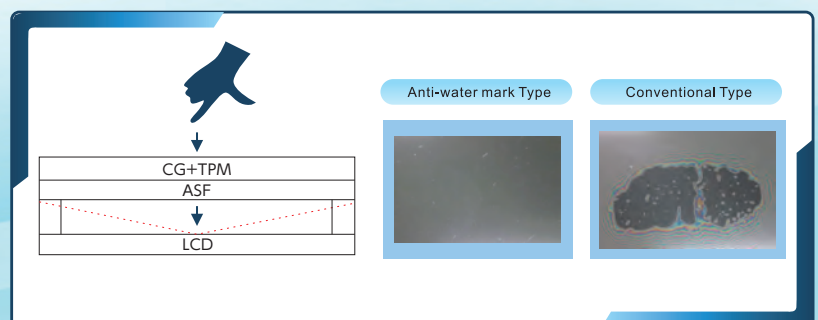 Anti-water mark Type
Conventional Type
CG+TPM
ASF
LCD